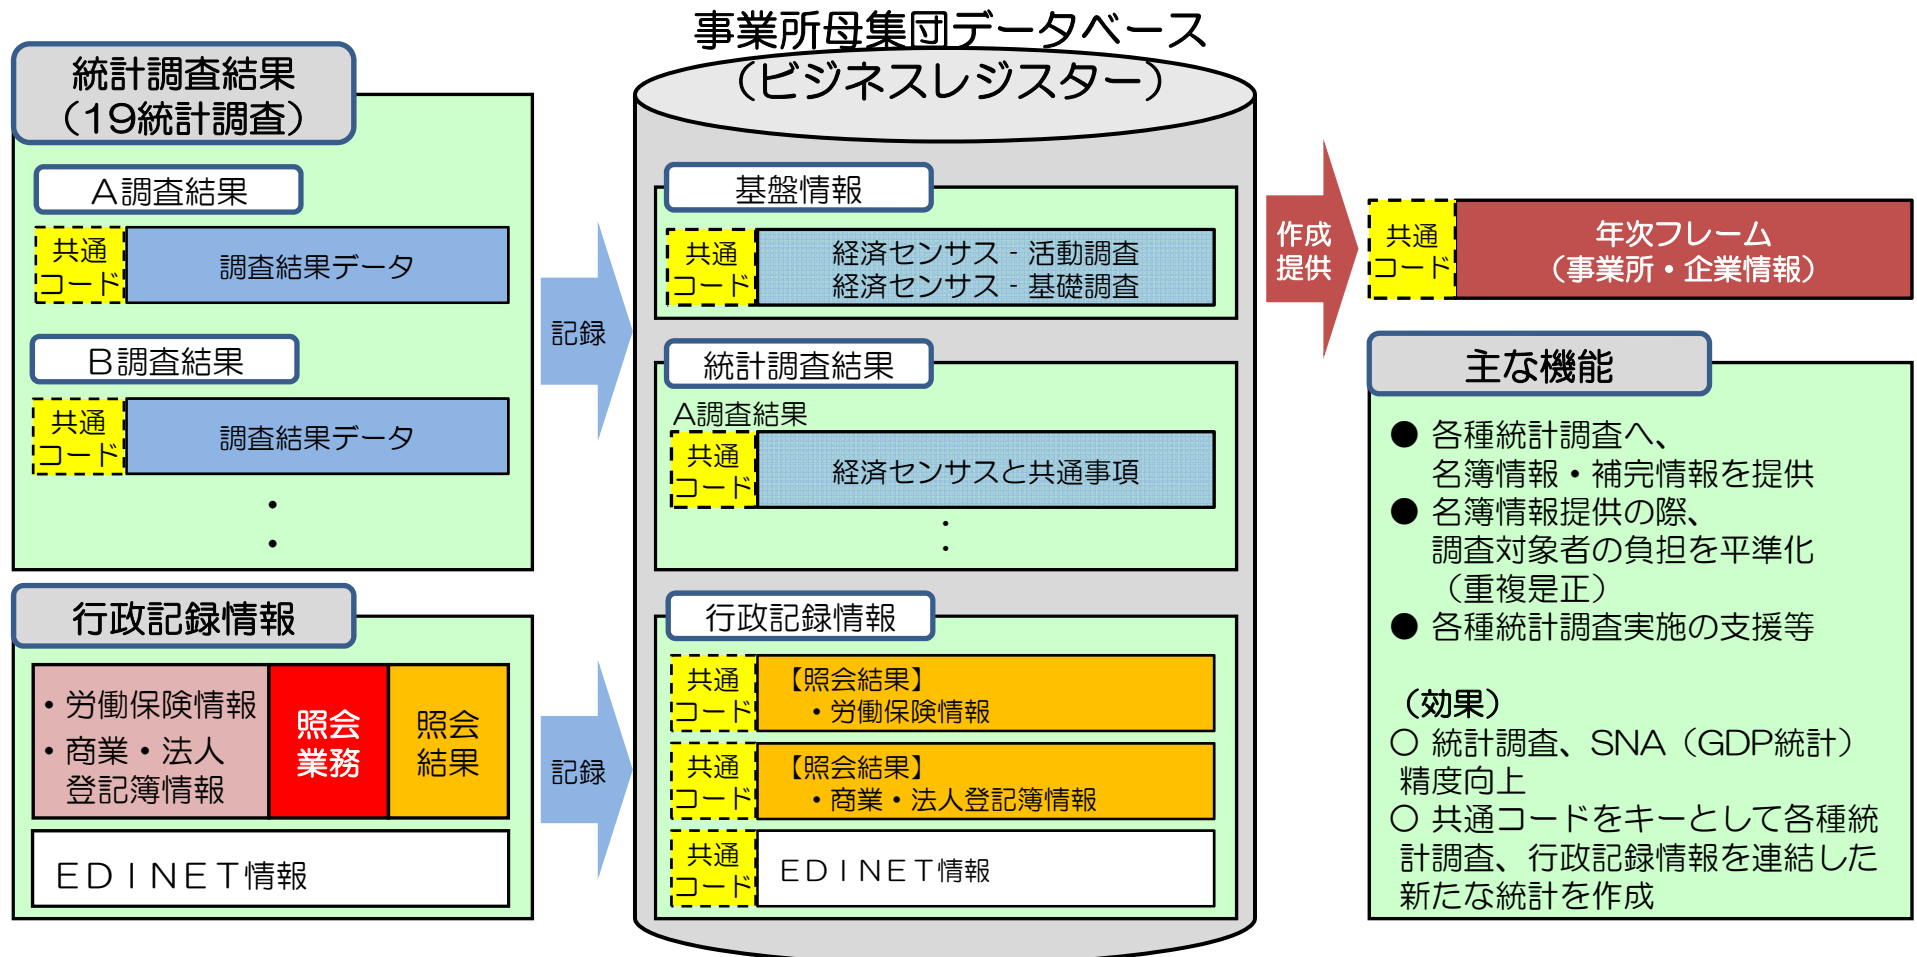 事業所母集団データベース
（ビジネスレジスター）
統計調査結果
（19統計調査）
A調査結果
共通
コード
調査結果データ
B調査結果
共通
コード
調査結果データ
・
・
行政記録情報
・労働保険情報
・商業・法人
登記簿情報
照会
業務
照会
結果
EDINET情報
記録
記録
基盤情報
共通
コード
経済センサス‐活動調査
経済センサス‐基礎調査
統計調査結果
A調査結果
共通
コード
経済センサスと共通事項
・
・
行政記録情報
共通
コード
【照会結果】
・労働保険情報
共通
コード
【照会結果】
・商業・法人登記簿情報
共通
コード
EDINET情報
作成
提供
共通
コード
年次フレーム
（事業所・企業情報）
主な機能
● 各種統計調査へ、
名簿情報・補完情報を提供
● 名簿情報提供の際、
調査対象者の負担を平準化
（重複是正）
● 各種統計調査実施の支援等
（効果）
○ 統計調査、SNA（GDP統計）
精度向上
○ 共通コードをキーとして各種統
計調査、行政記録情報を連結した
新たな統計を作成